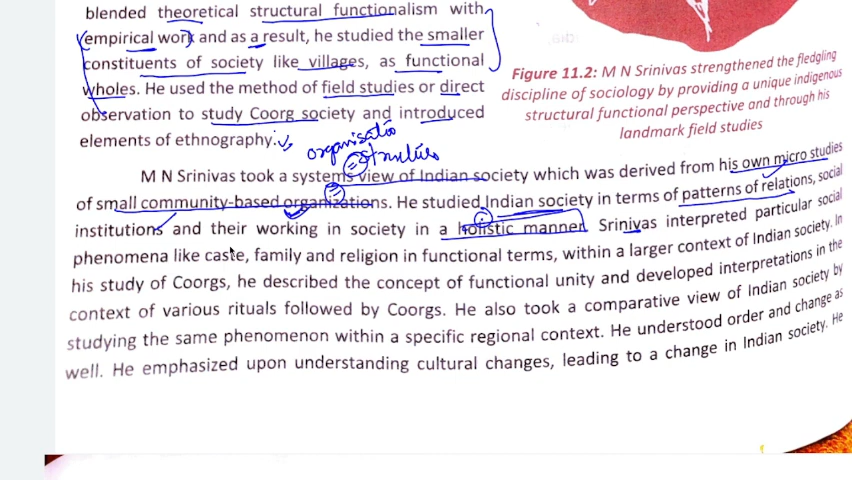 blended theoretical structural functionalism with
empirical work and as a result, he studied the smaller
constituents of society like villages, as functional
wholes. He used the method of field studies or direct
observation to study Coorg society and introduced
elements of ethnography.
Figure 11.2: M N Srinivas strengthened the fledgling
discipline of sociology by providing a unique indigenous
structural functional perspective and through his
landmark field studies
organisatio
structures
M N Srinivas took a systems view of Indian society which was derived from his own micro studies
of small community-based organizations. He studied Indian society in terms of patterns of relations, social
institutions and their working in society in a holistic manner. Srinivas interpreted particular social
phenomena like caste, family and religion in functional terms, within a larger context of Indian society. In
his study of Coorgs, he described the concept of functional unity and developed interpretations in the
context of various rituals followed by Coorgs. He also took a comparative view of Indian society by
studying the same phenomenon within a specific regional context. He understood order and change as
well. He emphasized upon understanding cultural changes, leading to a change in Indian society. He